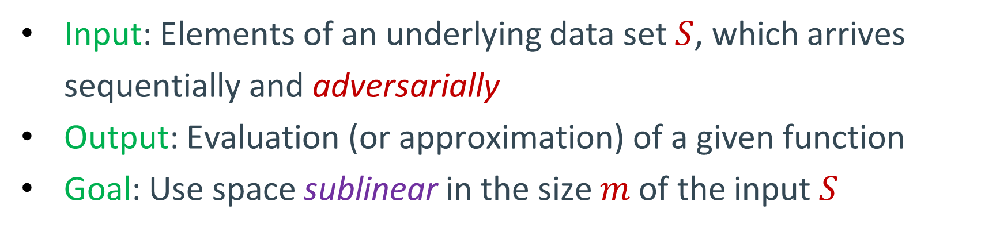 • Input: Elements of an underlying data set S, which arrives
sequentially and adversarially
• Output: Evaluation (or approximation) of a given function
• Goal: Use space sublinear in the size m of the input S